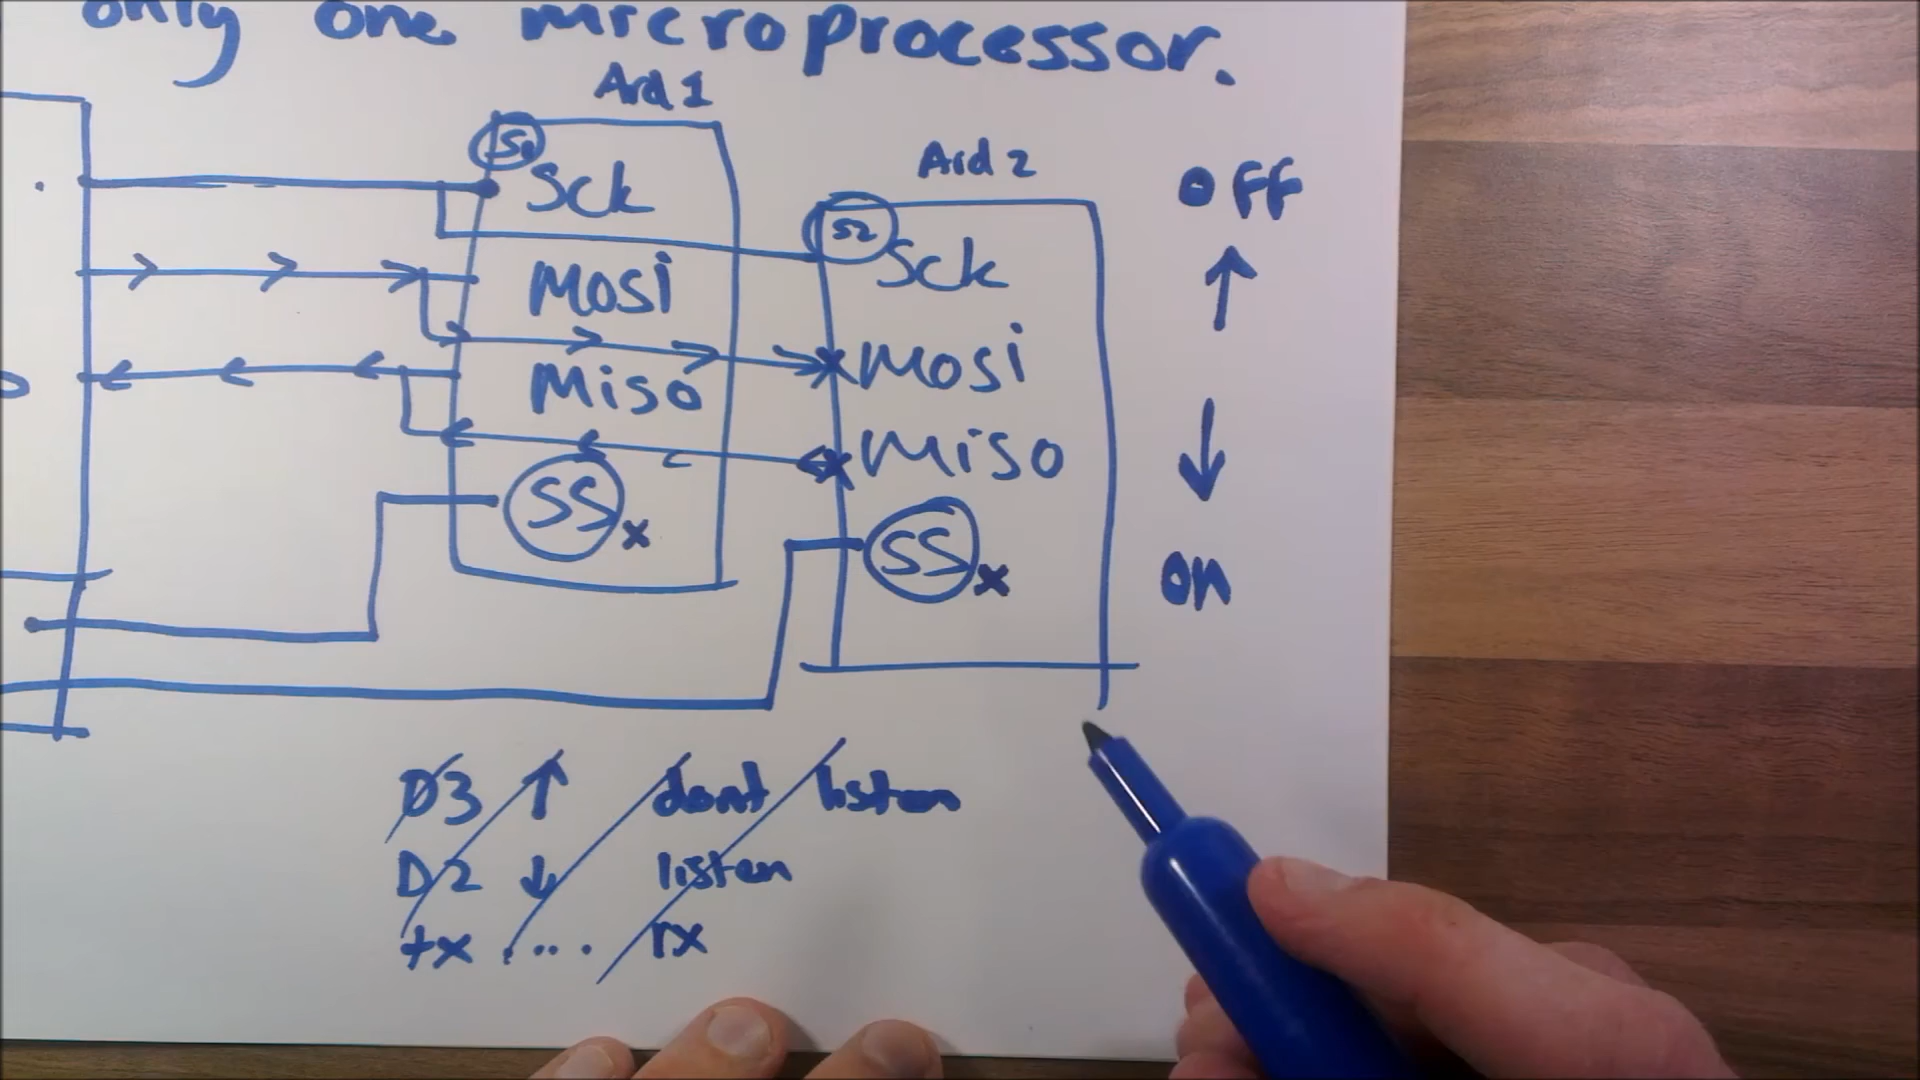 only one microprocessor.
Ard 1
Sck
Mosi
Miso
SS x
Ard 2
S2
Sck
Mosi
Miso
SS x
OFF
↑
↓
on
D3 ↑ dont listen
D2 ↓ listen
tx .... rx